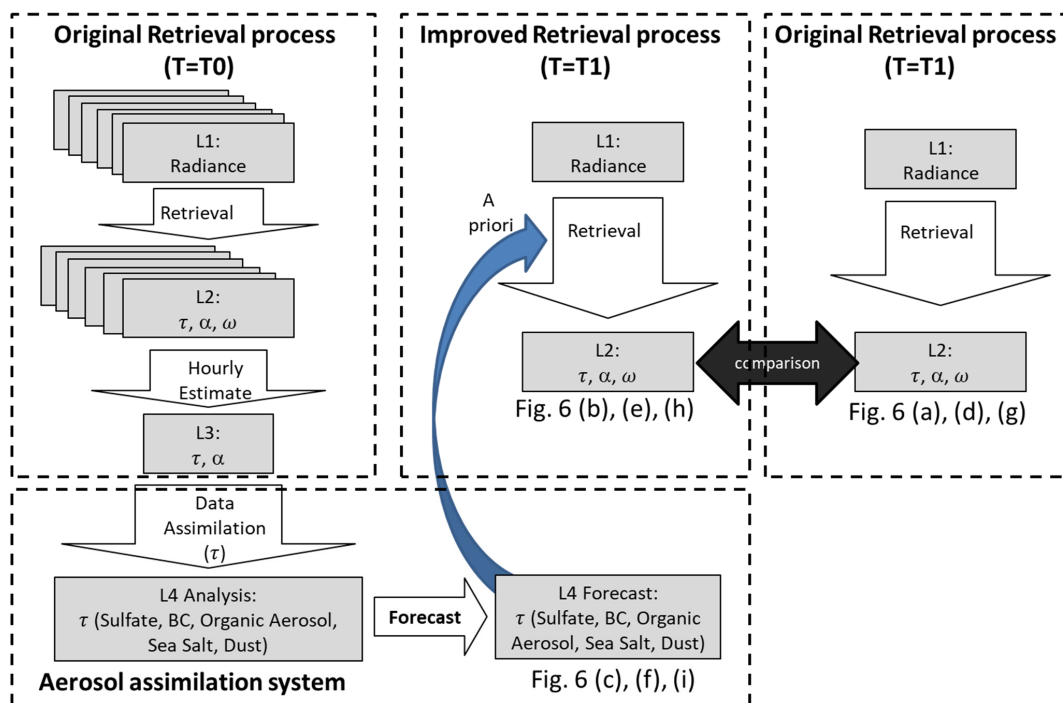 Original Retrieval process
(T=T0)
L1:
Radiance
Retrieval
L2:
τ, α, ω
Hourly
Estimate
L3:
τ, α
Improved Retrieval process
(T=T1)
L1:
Radiance
A
priori
Retrieval
L2:
τ, α, ω
Fig. 6 (b), (e), (h)
comparison
Original Retrieval process
(T=T1)
L1:
Radiance
Retrieval
L2:
τ, α, ω
Fig. 6 (a), (d), (g)
Data
Assimilation
(τ)
L4 Analysis:
τ (Sulfate, BC, Organic Aerosol,
Sea Salt, Dust)
Forecast
L4 Forecast:
τ (Sulfate, BC, Organic
Aerosol, Sea Salt, Dust)
Aerosol assimilation system
Fig. 6 (c), (f), (i)